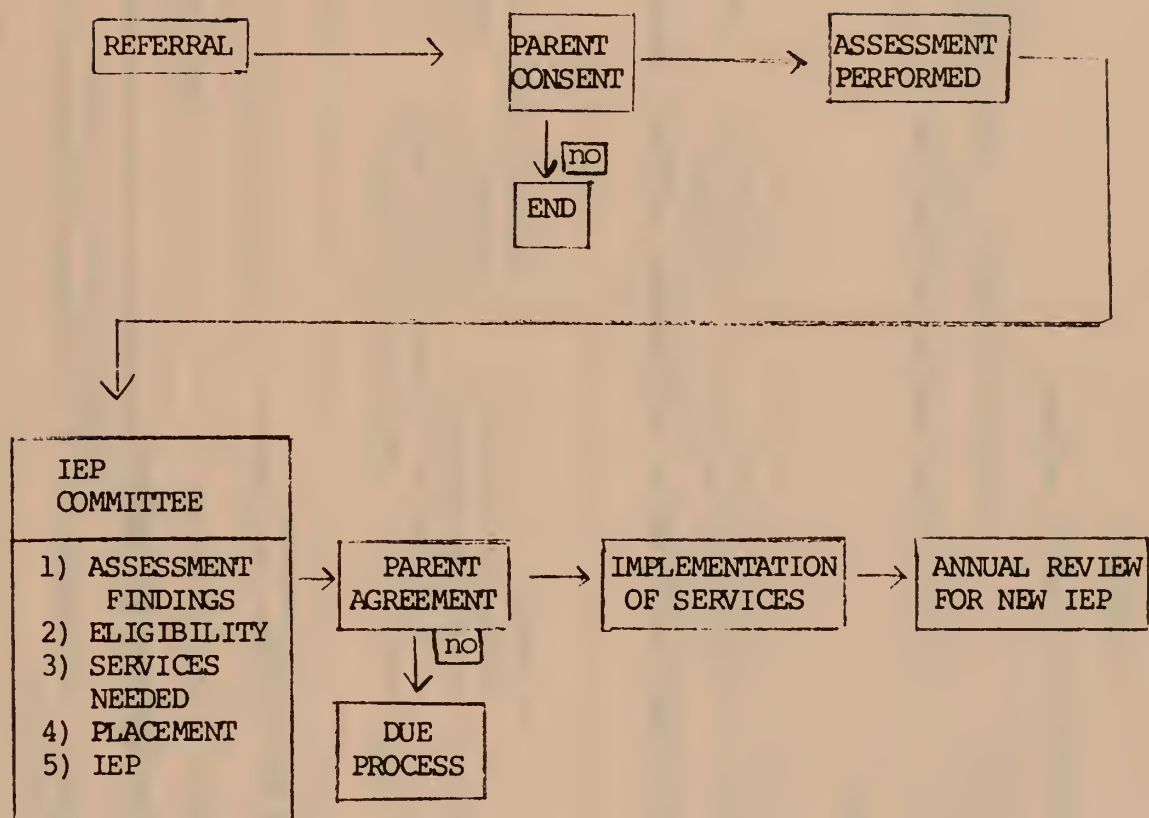 REFERRAL
PARENT
CONSENT
ASSESSMENT
PERFORMED
no
END
IEP
COMMITTEE
1) ASSESSMENT
FINDINGS
2) ELIGIBILITY
3) SERVICES
NEEDED
4) PLACEMENT
5) IEP
PARENT
AGREEMENT
no
DUE
PROCESS
IMPLEMENTATION
OF SERVICES
ANNUAL REVIEW
FOR NEW IEP